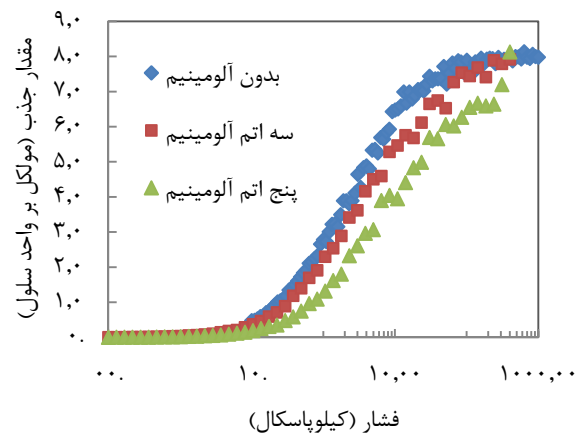 مقدار جذب (مولکل بر واحد سلول)
۹,۰
۸,۰
۷,۰
۶,۰
۵,۰
۴,۰
۳,۰
۲,۰
۱,۰
۰.
بدون آلومینیم
سه اتم آلومینیم
پنج اتم آلومینیم
۰۰.
۱۰.
۱۰,۰۰
۱۰۰۰,۰۰
فشار (کیلوپاسکال)